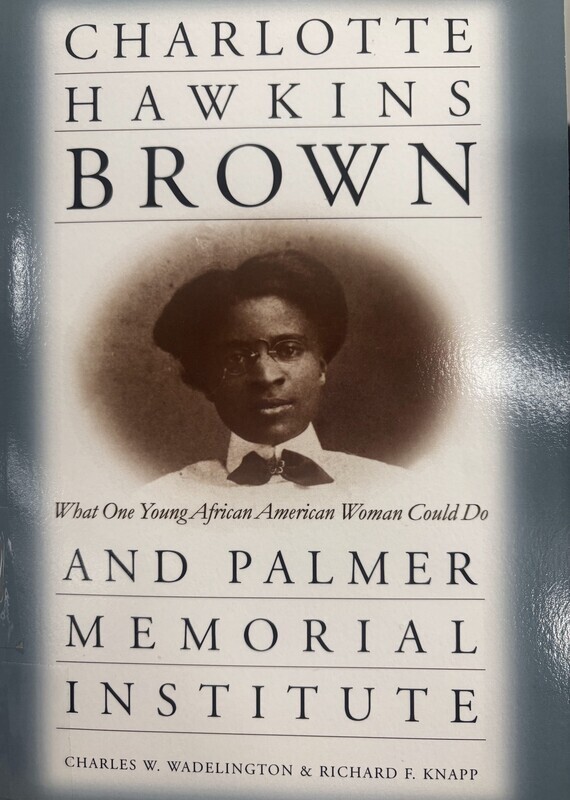 CHARLOTTE
HAWKINS
BROWN
What One Young African American Woman Could Do
AND PALMER
MEMORIAL
INSTITUTE
CHARLES W. WADELINGTON & RICHARD F. KNAPP